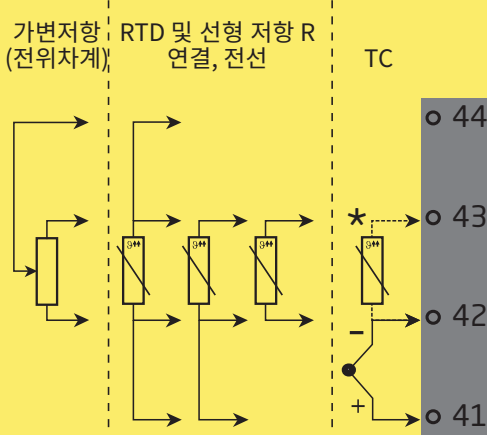 가변저항
(전위차계)
RTD 및 선형 저항 R
연결, 전선
TC
44
*
43
ϑ
ϑ
ϑ
ϑ
42
−
+
41